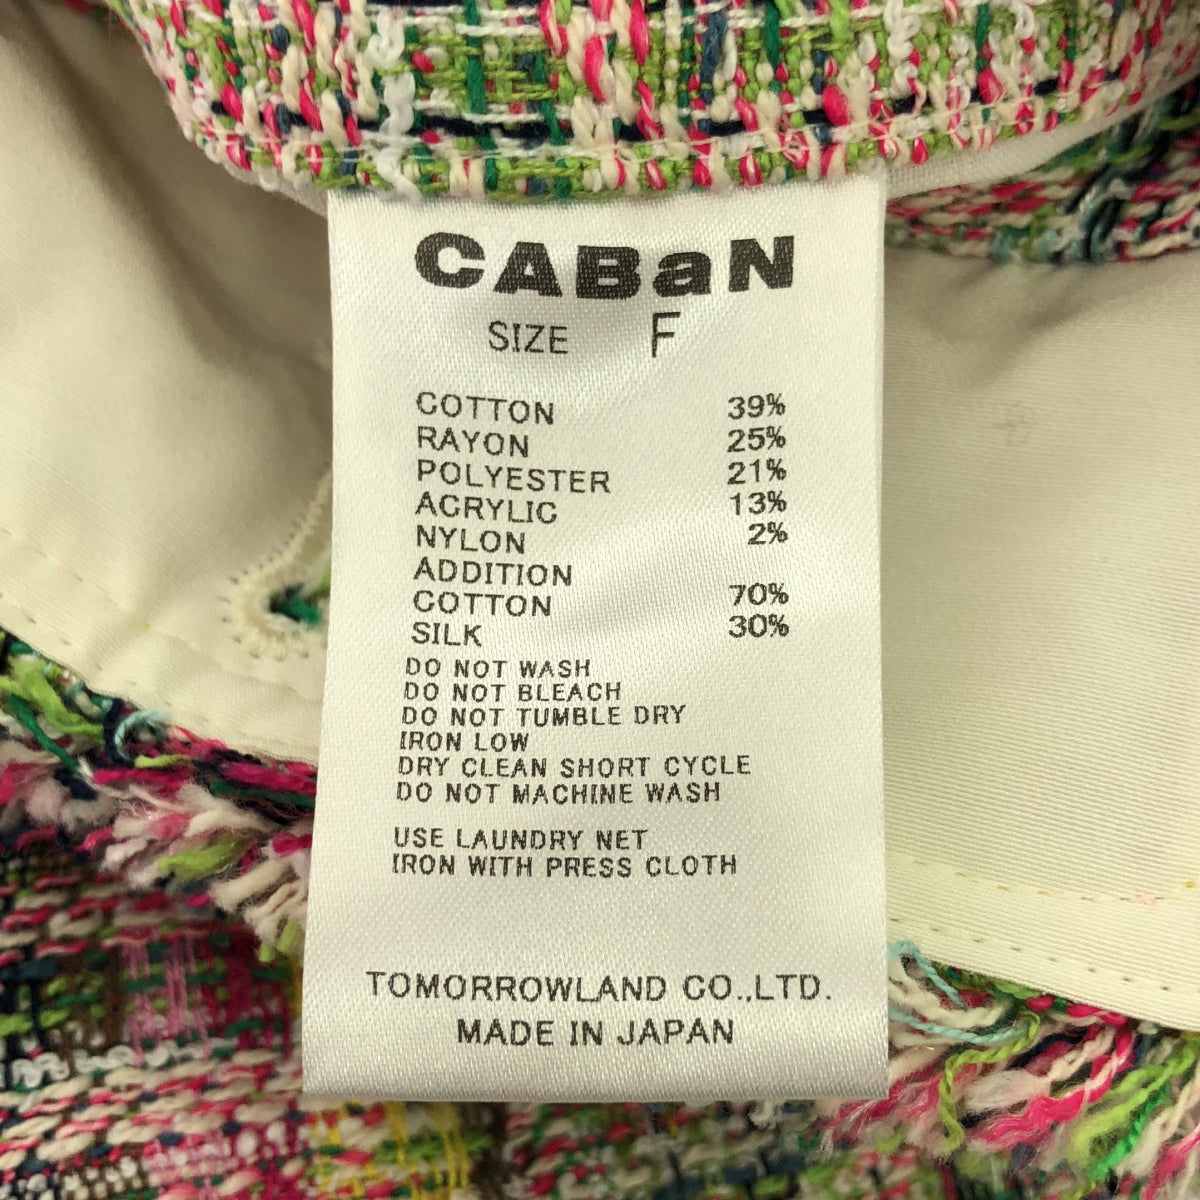 CABaN
SIZE F
COTTON 39%
RAYON 25%
POLYESTER 21%
ACRYLIC 13%
NYLON 2%
ADDITION
COTTON 70%
SILK 30%
DO NOT WASH
DO NOT BLEACH
DO NOT TUMBLE DRY
IRON LOW
DRY CLEAN SHORT CYCLE
DO NOT MACHINE WASH
USE LAUNDRY NET
IRON WITH PRESS CLOTH
TOMORROWLAND CO.,LTD.
MADE IN JAPAN